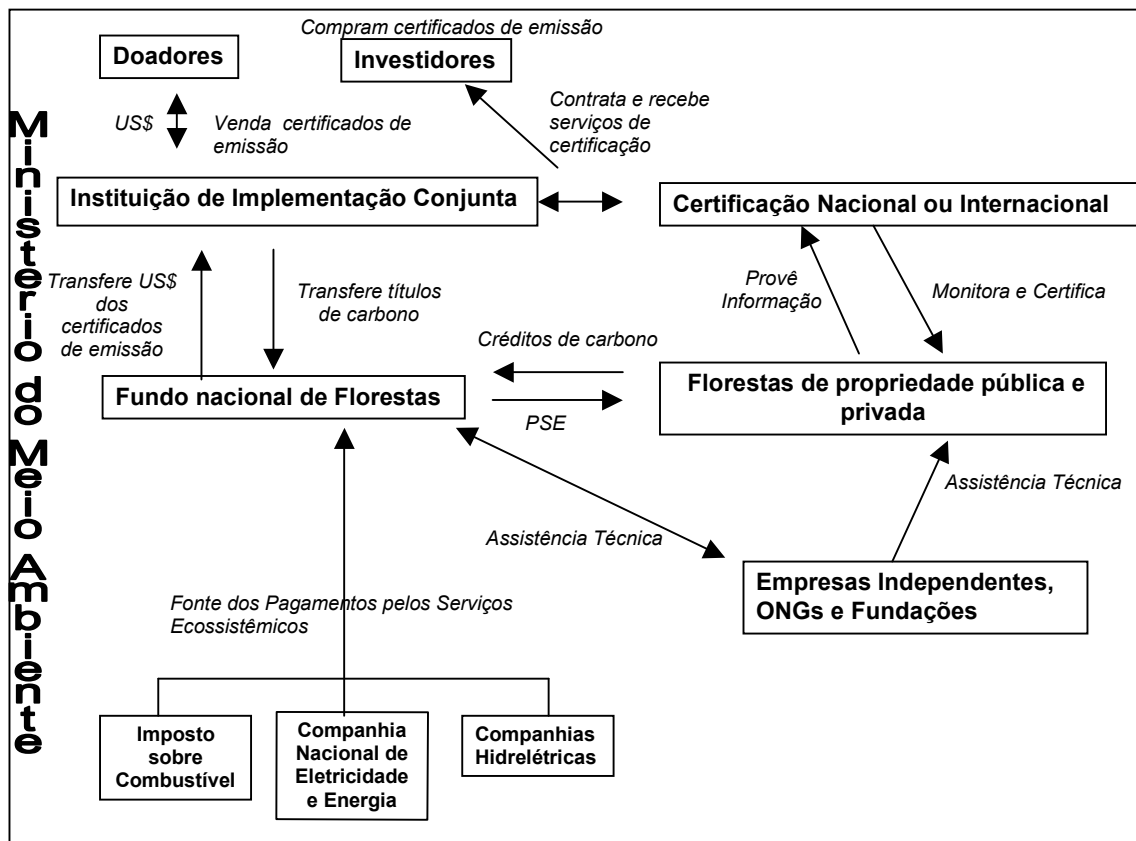 Compram certificados de emissão
Doadores
Investidores
US$
Venda certificados de
emissão
Contrata e recebe
serviços de
certificação
Instituição de Implementação Conjunta
Certificação Nacional ou Internacional
Transfere US$
dos
certificados
de emissão
Transfere títulos
de carbono
Provê
Informação
Monitora e Certifica
Créditos de carbono
Fundo nacional de Florestas
PSE
Florestas de propriedade pública e
privada
Assistência Técnica
Assistência Técnica
Empresas Independentes,
ONGs e Fundações
Fonte dos Pagamentos pelos Serviços
Ecossistêmicos
Imposto
sobre
Combustível
Companhia
Nacional de
Eletricidade
e Energia
Companhias
Hidrelétricas
Ministerio do Meio Ambiente